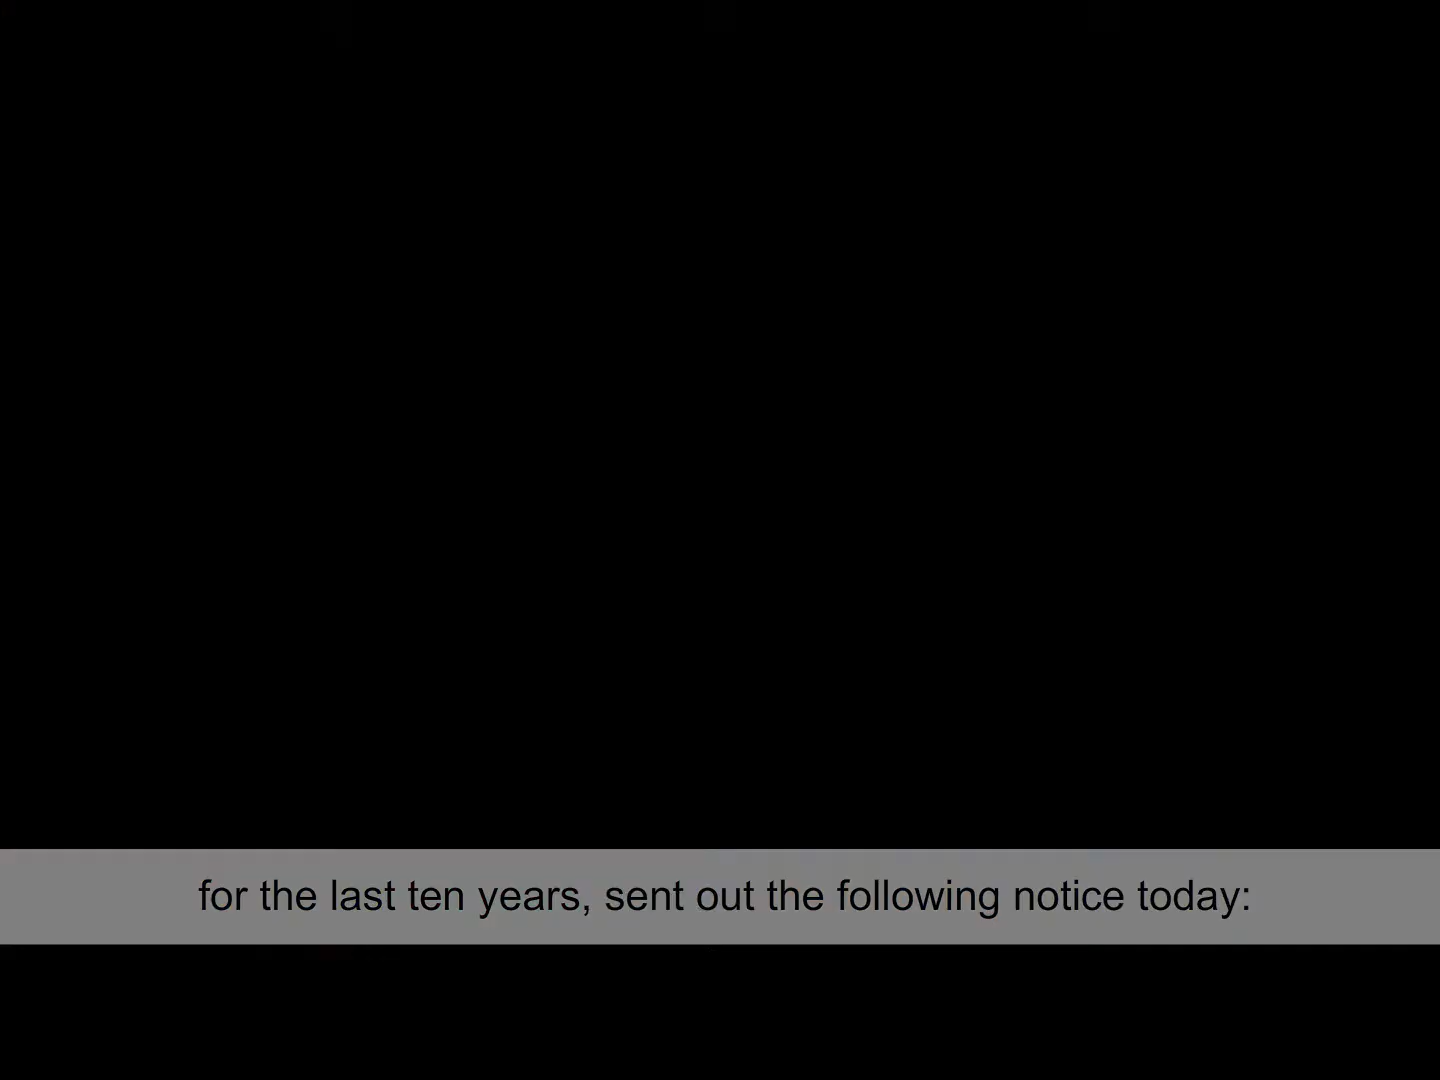 for the last ten years, sent out the following notice today: